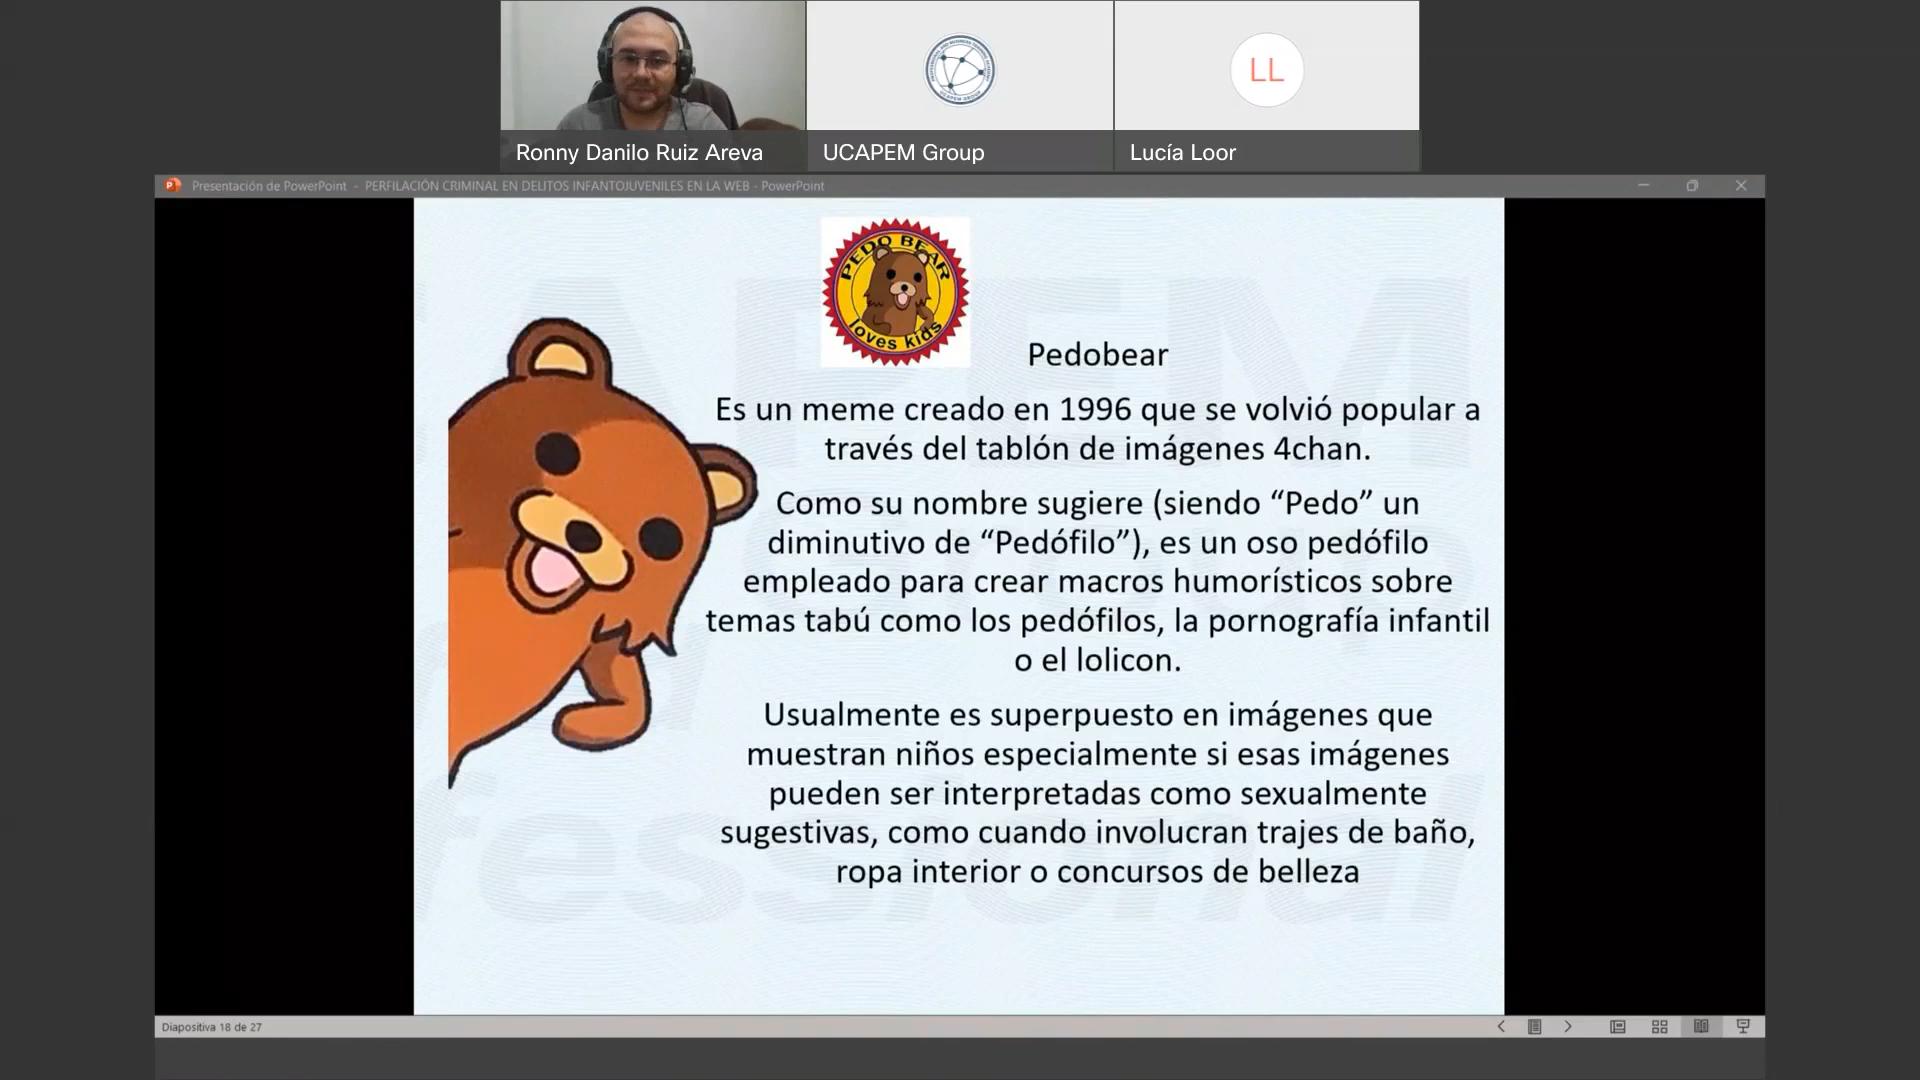 LL
Ronny Danilo Ruiz Areva
UCAPEM Group
Lucía Loor
Presentación de PowerPoint - PERFILACIÓN CRIMINAL EN DELITOS INFANTOJUVENILES EN LA WEB - PowerPoint
PEDO BEAR
loves kids
Pedobear
Es un meme creado en 1996 que se volvió popular a
través del tablón de imágenes 4chan.
Como su nombre sugiere (siendo “Pedo” un
diminutivo de “Pedófilo”), es un oso pedófilo
empleado para crear macros humorísticos sobre
temas tabú como los pedófilos, la pornografía infantil
o el lolicon.
Usualmente es superpuesto en imágenes que
muestran niños especialmente si esas imágenes
pueden ser interpretadas como sexualmente
sugestivas, como cuando involucran trajes de baño,
ropa interior o concursos de belleza
Diapositiva 18 de 27